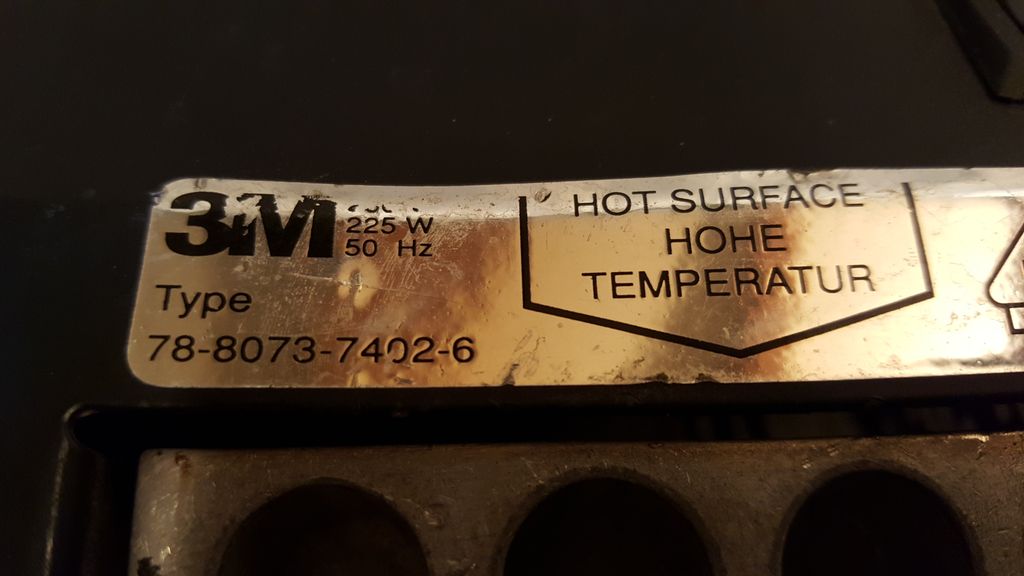 3M
225 W
50 Hz
Type
78-8073-7402-6
HOT SURFACE
HOHE
TEMPERATUR